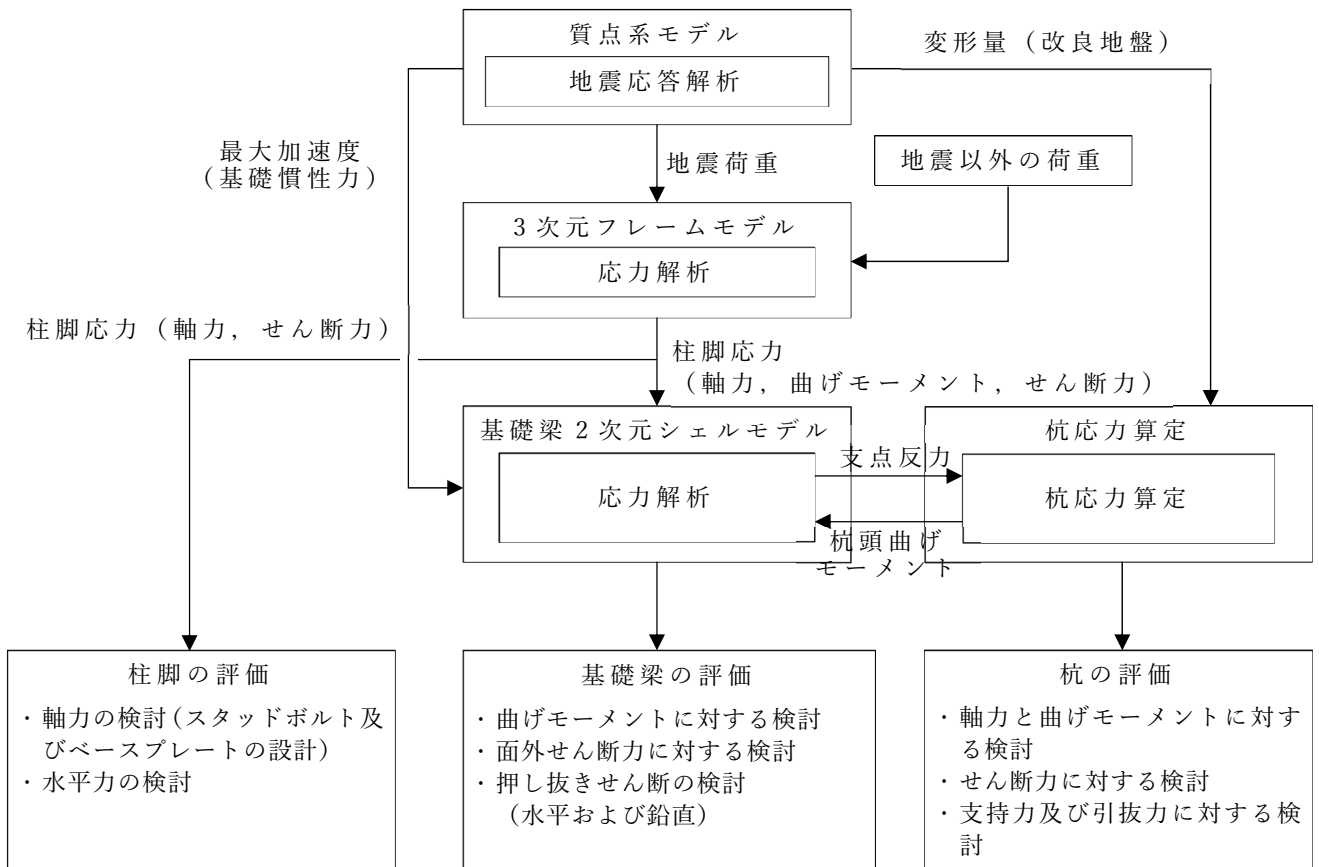 質点系モデル
地震応答解析
変形量（改良地盤）
最大加速度
（基礎慣性力）
地震荷重
地震以外の荷重
3次元フレームモデル
応力解析
柱脚応力（軸力，せん断力）
柱脚応力
（軸力，曲げモーメント，せん断力）
基礎梁2次元シェルモデル
応力解析
支点反力
杭頭曲げ
モーメント
杭応力算定
杭応力算定
柱脚の評価
・軸力の検討（スタッドボルト及
びベースプレートの設計）
・水平力の検討
基礎梁の評価
・曲げモーメントに対する検討
・面外せん断力に対する検討
・押し抜きせん断の検討
（水平および鉛直）
杭の評価
・軸力と曲げモーメントに対す
る検討
・せん断力に対する検討
・支持力及び引抜力に対する検
討